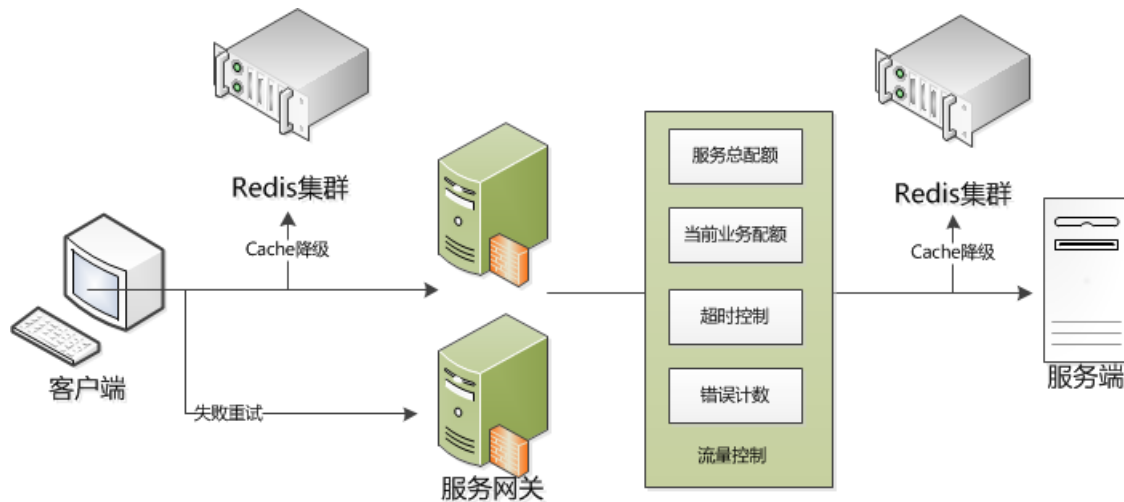 Redis集群
Cache降级
客户端
失败重试
服务网关
服务总配额
当前业务配额
超时控制
错误计数
流量控制
Redis集群
Cache降级
服务端